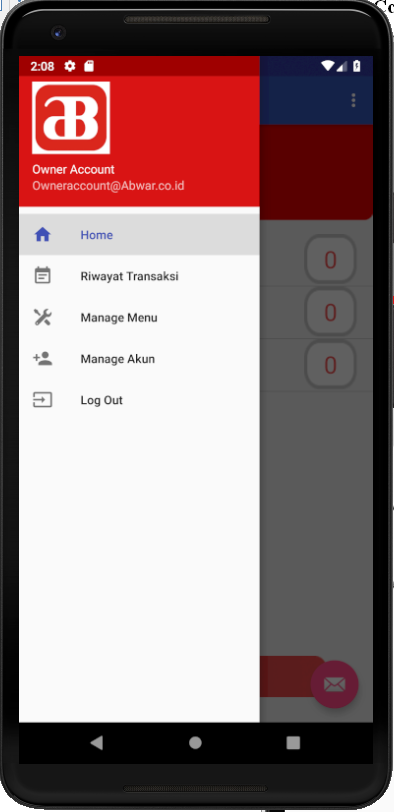 Co
2:08
aB
Owner Account
Owneraccount@Abwar.co.id
Home
Riwayat Transaksi
0
Manage Menu
0
Manage Akun
0
Log Out